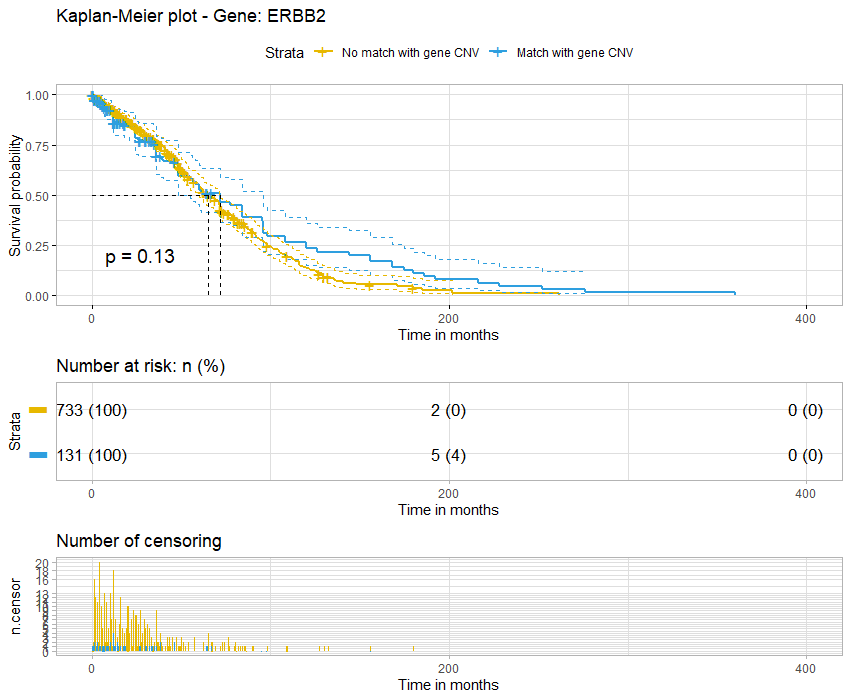 Kaplan-Meier plot - Gene: ERBB2
Strata No match with gene CNV Match with gene CNV
Survival probability
1.00
0.75
0.50
0.25
0.00
p = 0.13
0 200 400
Time in months
Number at risk: n (%)
Strata
733 (100) 2 (0) 0 (0)
131 (100) 5 (4) 0 (0)
0 200 400
Time in months
Number of censoring
n.censor
20
18
16
13
0
0 200 400
Time in months